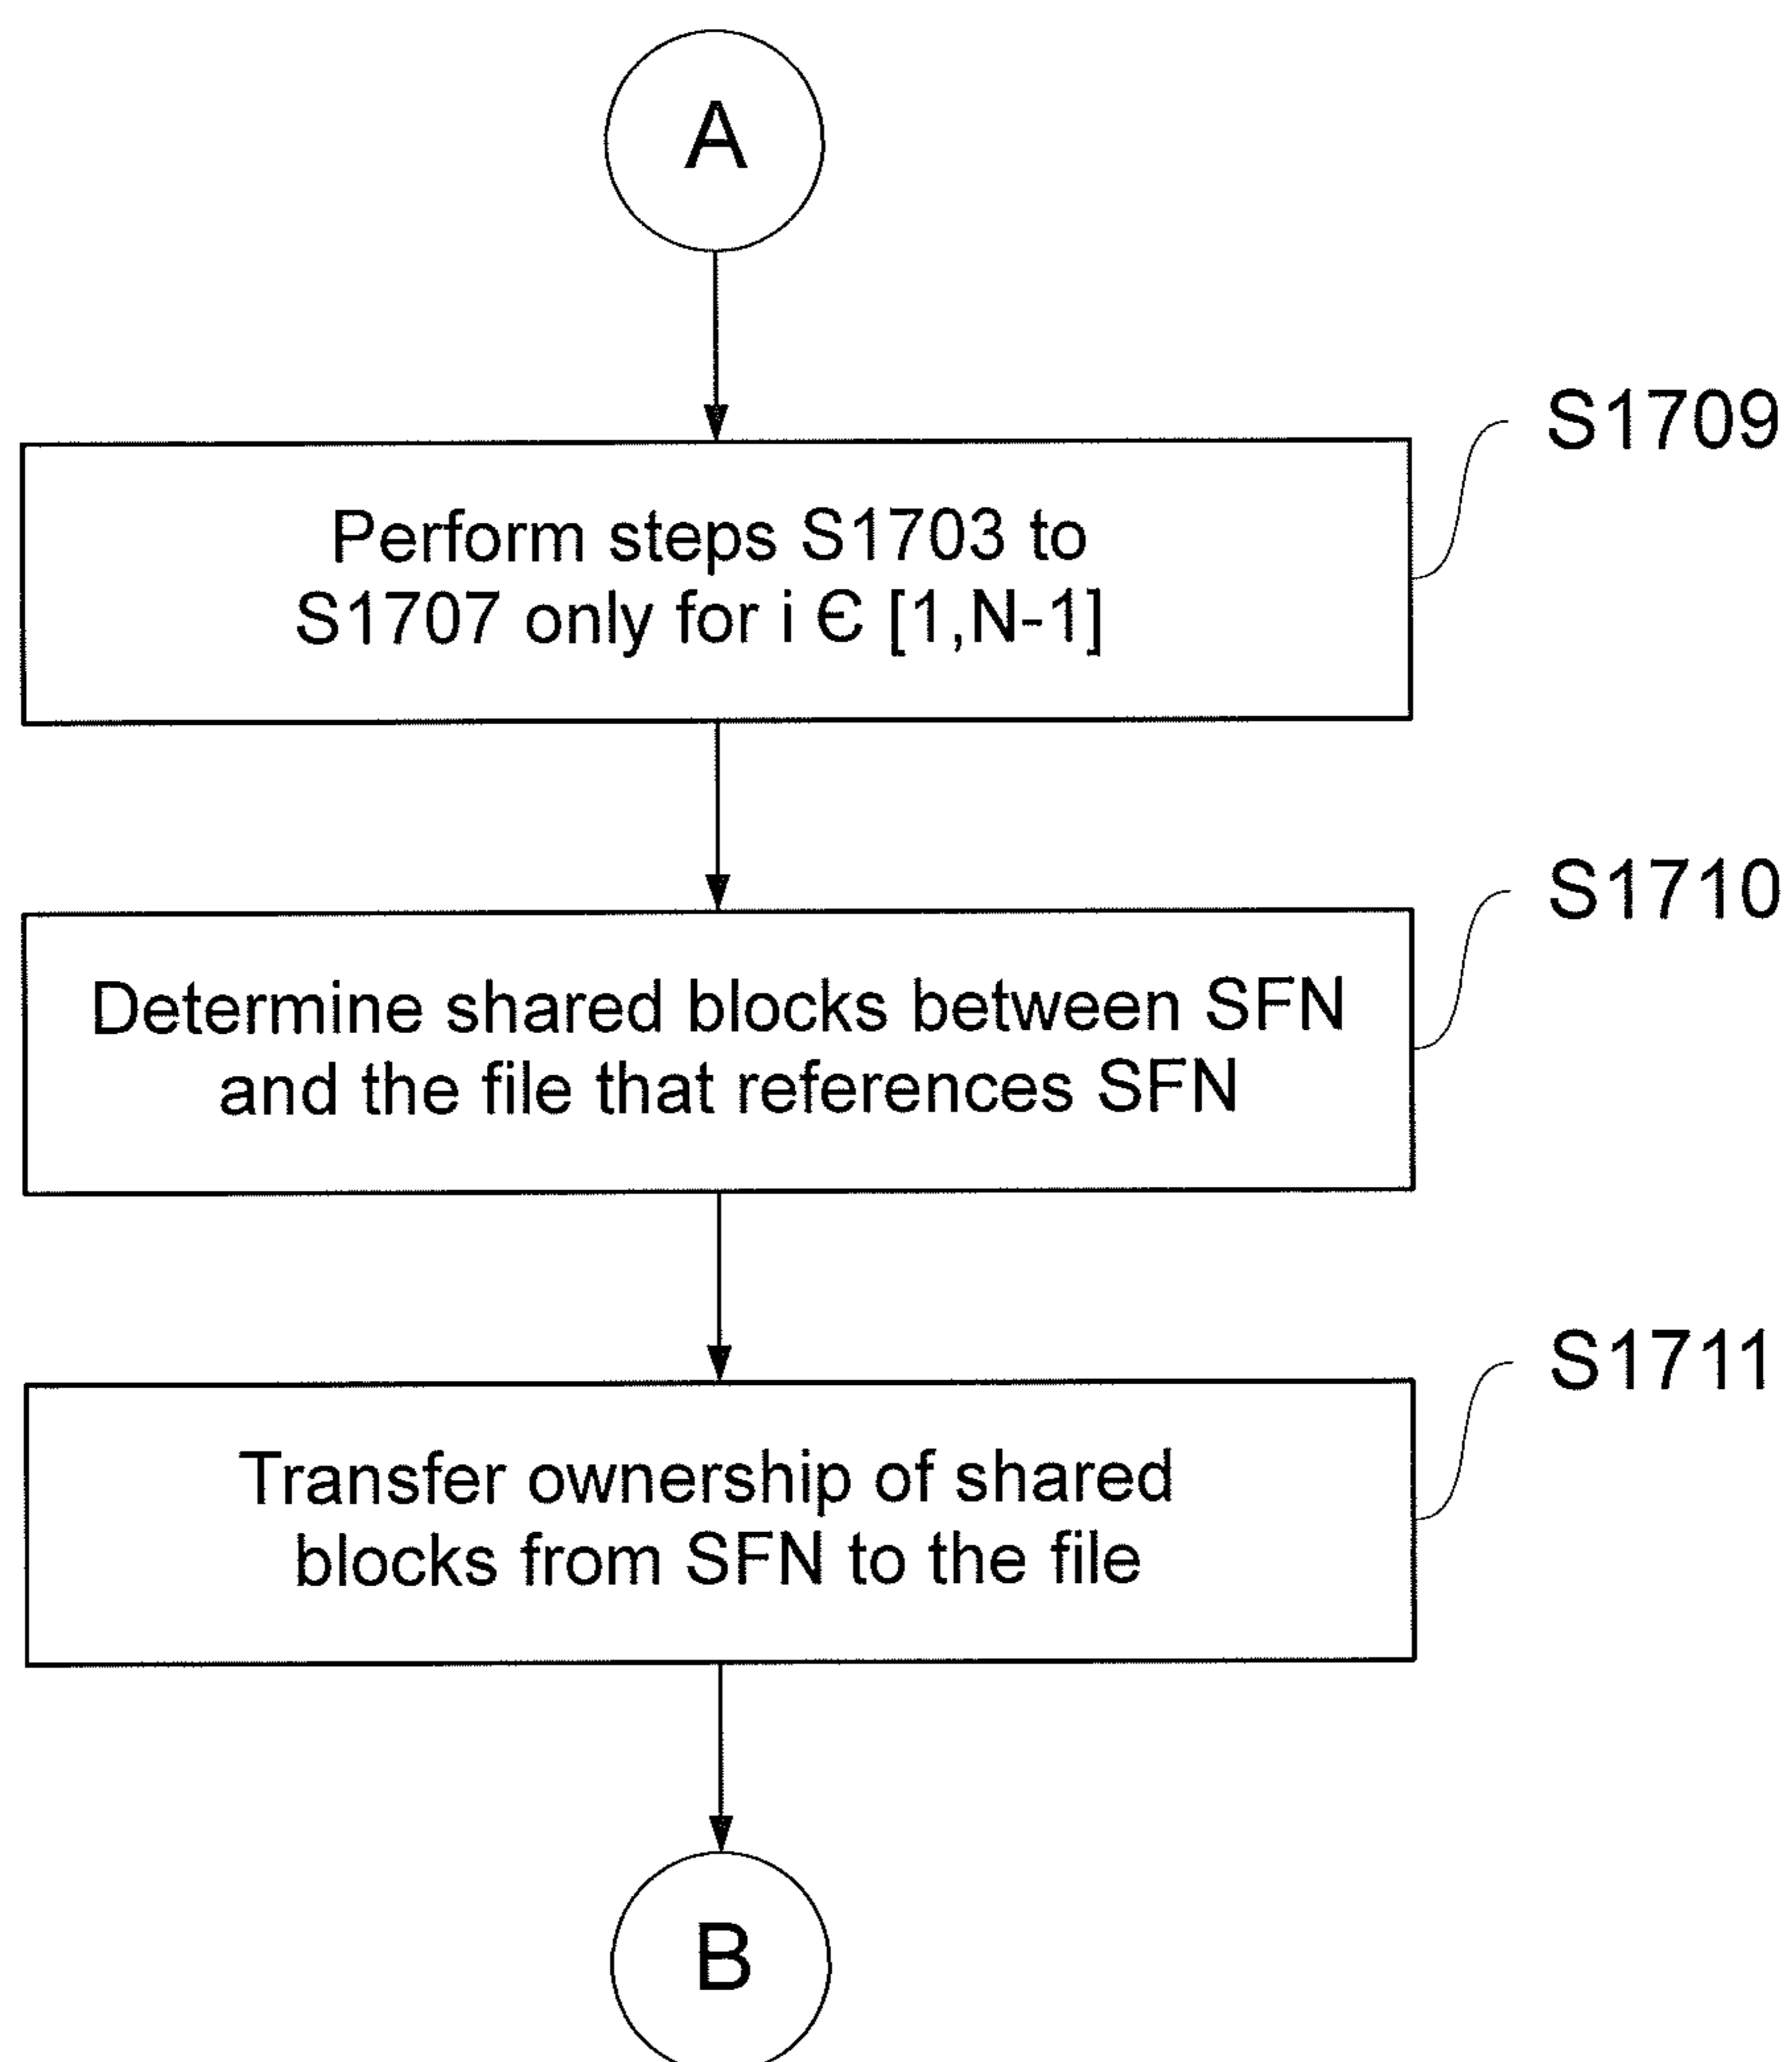 A
S1709
Perform steps S1703 to
S1707 only for i Є [1,N-1]
S1710
Determine shared blocks between SFN
and the file that references SFN
S1711
Transfer ownership of shared
blocks from SFN to the file
B